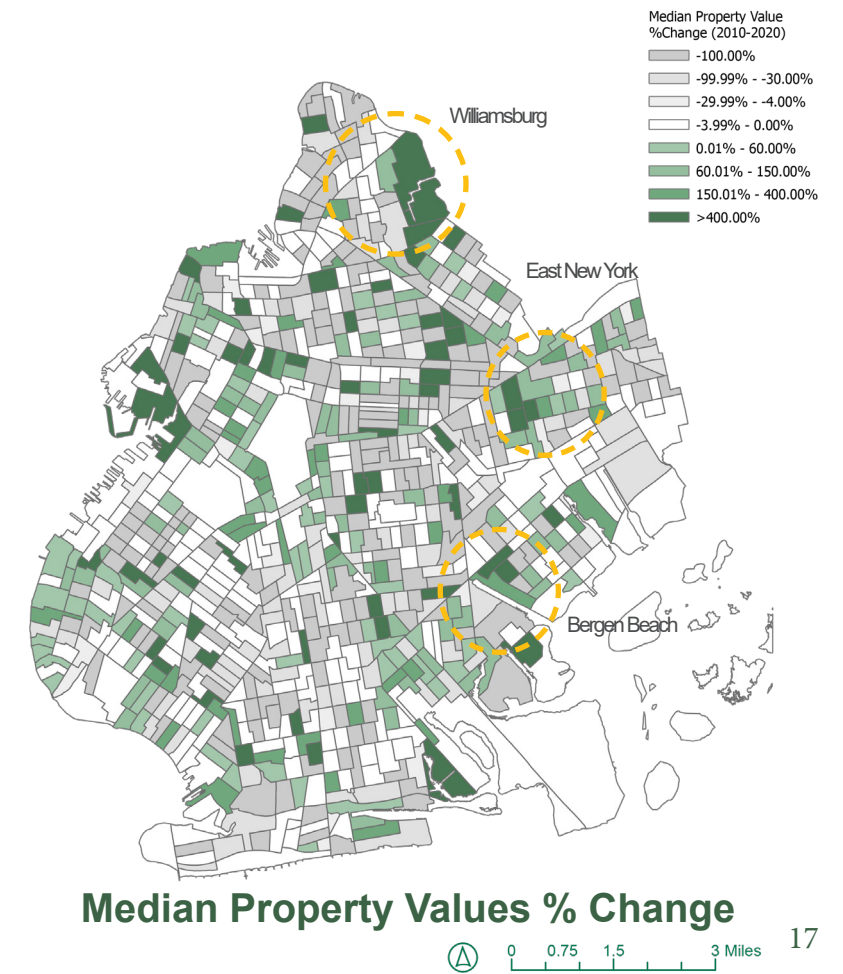 Median Property Value
%Change (2010-2020)
-100.00%
-99.99% - -30.00%
-29.99% - -4.00%
-3.99% - 0.00%
0.01% - 60.00%
60.01% - 150.00%
150.01% - 400.00%
>400.00%
Williamsburg
East New York
Bergen Beach
Median Property Values % Change
17
0 0.75 1.5 3 Miles